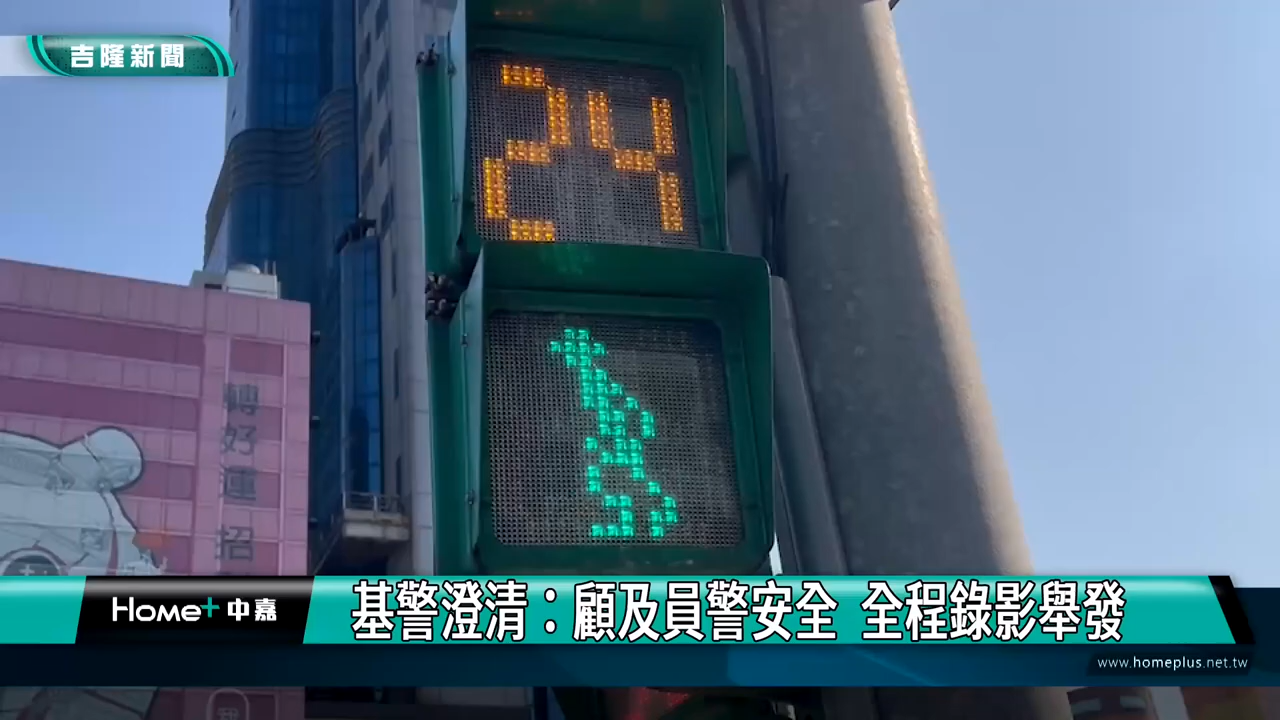 吉隆新聞
24
轉好運招
Home+中嘉
基警澄清：顧及員警安全 全程錄影舉發
www.homeplus.net.tw